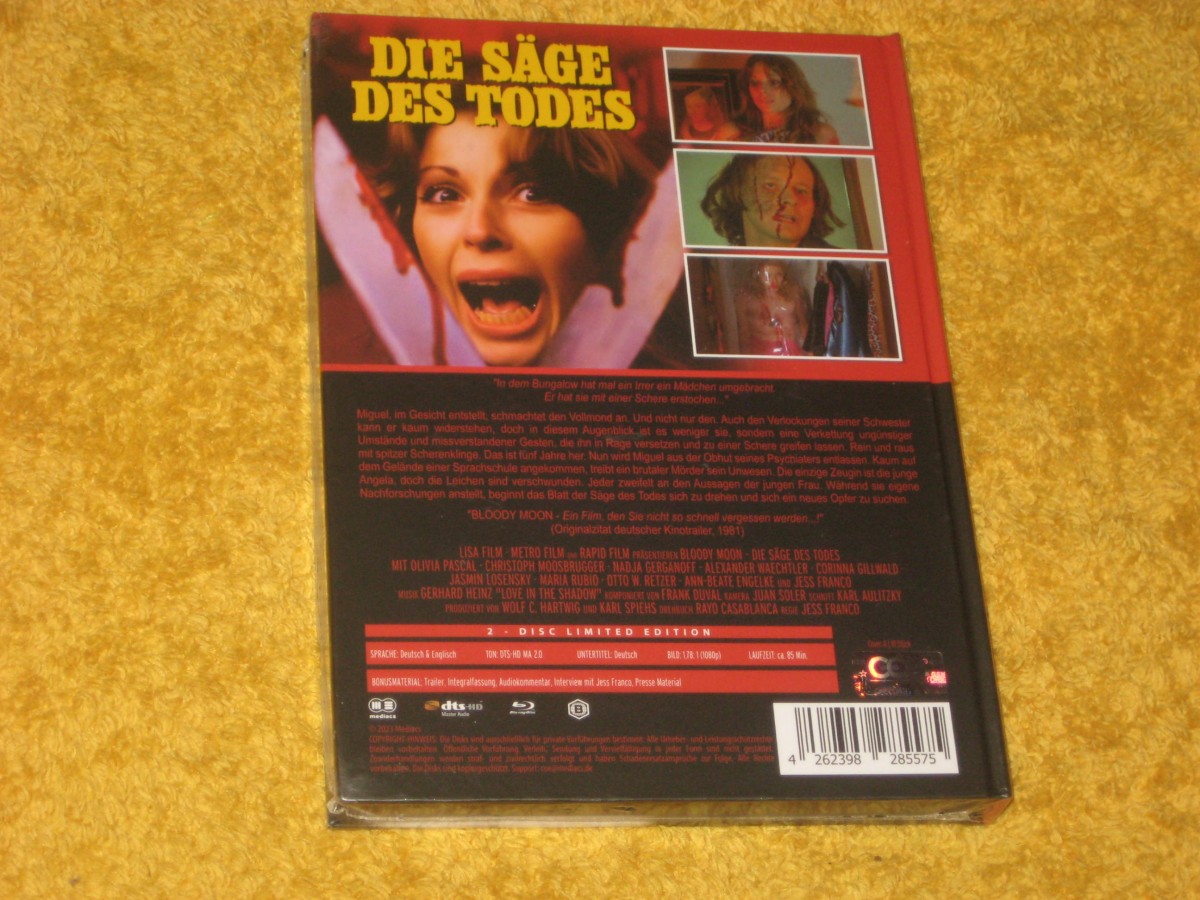 DIE SÄGE
DES TODES
"In dem Bungalow hat mal ein Irrer ein Mädchen umgebracht.
Er hat sie mit einer Schere erstochen..."
Miguel, im Gesicht entstellt, schmachtet den Vollmond an. Und nicht nur den. Auch den Verlockungen seiner Schwester
kann er kaum widerstehen, doch in diesem Augenblick ist es weniger sie, sondern eine Verkettung ungünstiger
Umstände und missverstandener Gesten, die ihn in Rage versetzen und zu einer Schere greifen lassen. Rein und raus
mit spitzer Scherenklinge. Das ist fünf Jahre her. Nun wird Miguel aus der Obhut seines Psychiaters entlassen. Kaum auf
dem Gelände einer Sprachschule angekommen, treibt ein brutaler Mörder sein Unwesen. Die einzige Zeugin ist die junge
Angela, doch die Leichen sind verschwunden. Jeder zweifelt an den Aussagen der jungen Frau. Während sie eigene
Nachforschungen anstellt, beginnt das Blatt der Säge des Todes sich zu drehen und sich ein neues Opfer zu suchen.
"BLOODY MOON - Ein Film, den Sie nicht so schnell vergessen werden...!"
(Originalzitat deutscher Kinotrailer, 1981)
LISA FILM · METRO FILM UND RAPID FILM PRÄSENTIEREN BLOODY MOON - DIE SÄGE DES TODES
MIT OLIVIA PASCAL · CHRISTOPH MOOSBRUGGER · NADJA GERGANOFF · ALEXANDER WAECHTLER · CORINNA GILLWALD ·
JASMIN LOSENSKY · MARIA RUBIO · OTTO W. RETZER · ANN-BEATE ENGELKE UND JESS FRANCO
MUSIK GERHARD HEINZ "LOVE IN THE SHADOW" KOMPONIERT VON FRANK DUVAL KAMERA JUAN SOLER SCHNITT KARL AULITZKY
PRODUZIERT VON WOLF C. HARTWIG UND KARL SPIEHS DREHBUCH RAYO CASABLANCA REGIE JESS FRANCO
2 - DISC LIMITED EDITION
SPRACHE: Deutsch & Englisch TON: DTS-HD MA 2.0 UNTERTITEL: Deutsch BILD: 1.78:1 (1080p) LAUFZEIT: ca. 85 Min.
BONUSMATERIAL: Trailer, Integralfassung, Audiokommentar, Interview mit Jess Franco, Presse Material
mediacs dts-HD Master Audio Blu-ray Disc B
© 2023 Mediacs
4 262398 285575